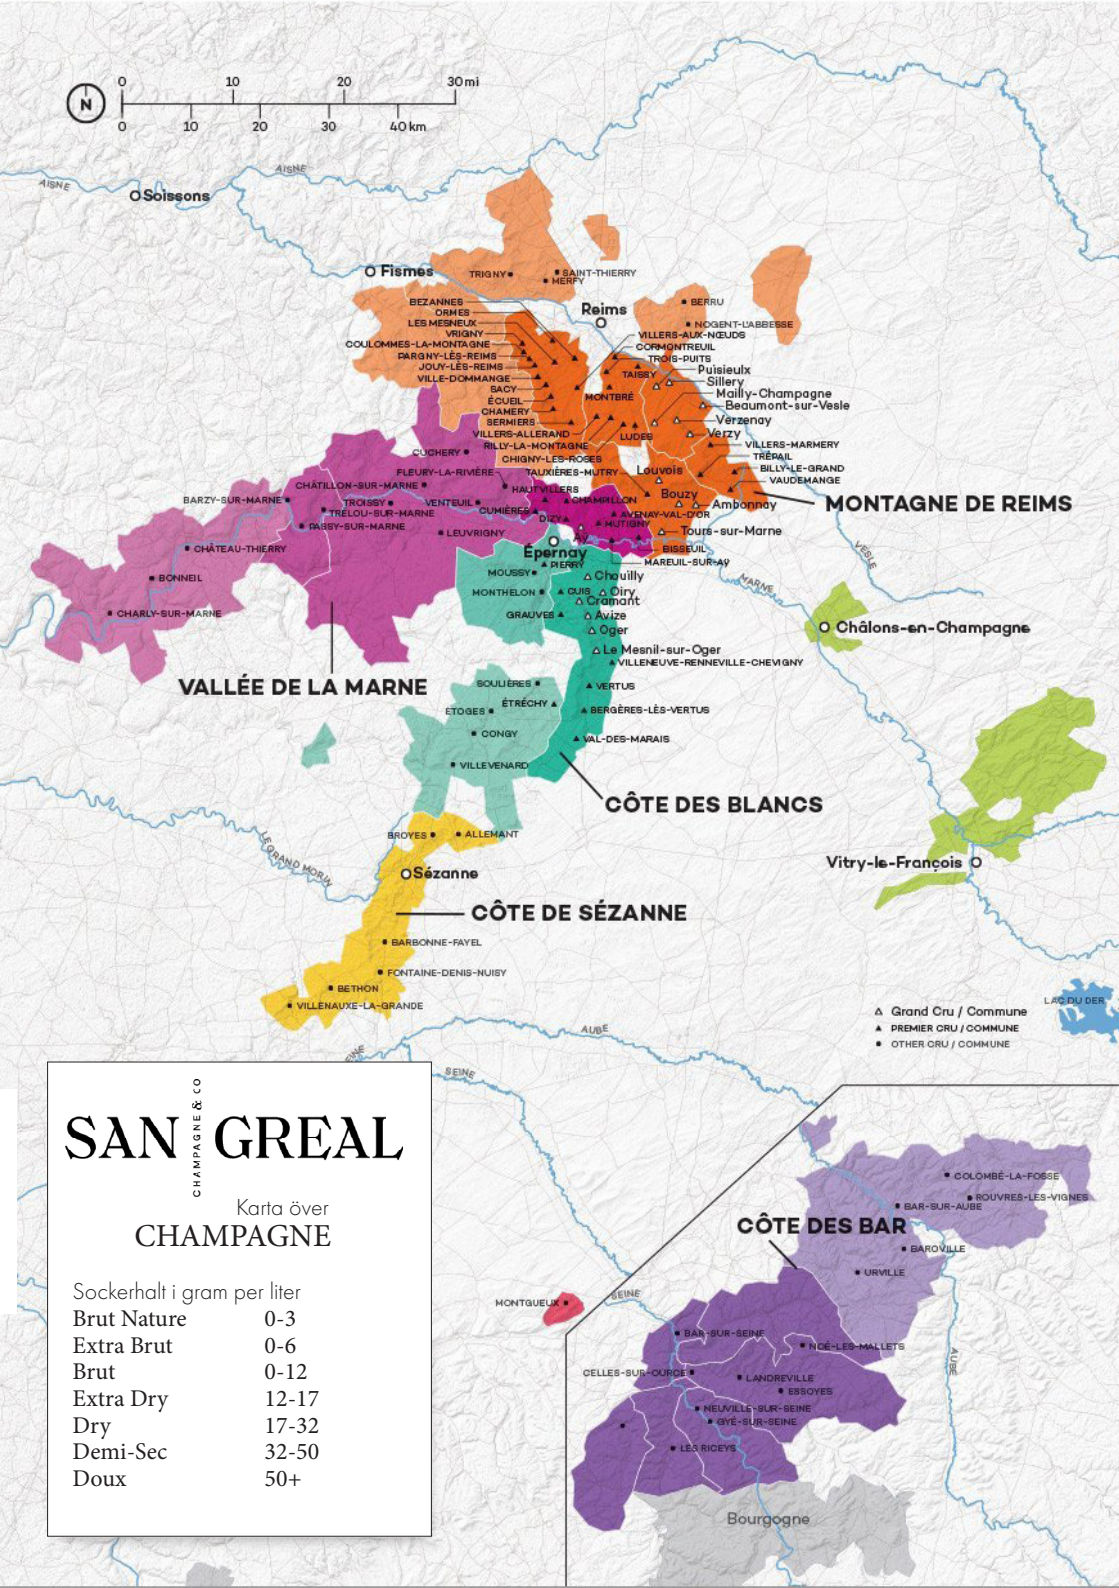 0 10 20 30 mi
N
0 10 20 30 40 km
AISNE
AISNE
Soissons
Fismes
TRIGNY
SAINT-THIERRY
MERFY
BEZANNES
ORMES
LES MESNEUX
VRIGNY
COULOMMES-LA-MONTAGNE
PARGNY-LÈS-REIMS
JOUY-LÈS-REIMS
VILLE-DOMMANGE
SACY
ÉCUEIL
CHAMERY
SERMIERS
VILLERS-ALLERAND
RILLY-LA-MONTAGNE
CHIGNY-LES-ROSES
TAUXIÈRES-MUTRY
Reims
BERRU
NOGENT-L'ABBESSE
VILLERS-AUX-NŒUDS
CORMONTREUIL
TROIS-PUITS
TAISSY
Puisieulx
Sillery
MONTBRÉ
Mailly-Champagne
Beaumont-sur-Vesle
Verzenay
LUDES
Verzy
VILLERS-MARMERY
TRÉPAIL
BILLY-LE-GRAND
VAUDEMANGE
Louvois
Bouzy
Ambonnay
MONTAGNE DE REIMS
Tours-sur-Marne
CUCHERY
FLEURY-LA-RIVIÈRE
CHÂTILLON-SUR-MARNE
HAUTVILLERS
BARZY-SUR-MARNE
TROISSY
VENTEUIL
CHAMPILLON
TRÉLOU-SUR-MARNE
CUMIÈRES
AVENAY-VAL-D'OR
PASSY-SUR-MARNE
DIZY
MUTIGNY
LEUVRIGNY
Aÿ
BISSEUIL
MAREUIL-SUR-AŸ
CHÂTEAU-THIERRY
BONNEIL
CHARLY-SUR-MARNE
VALLÉE DE LA MARNE
VESLE
MARNE
Épernay
PIERRY
MOUSSY
Chouilly
MONTHELON
CUIS
Oiry
Cramant
GRAUVES
Avize
Oger
Le Mesnil-sur-Oger
VILLENEUVE-RENNEVILLE-CHEVIGNY
SOULIÈRES
VERTUS
ÉTRÉCHY
ÉTOGES
BERGÈRES-LÈS-VERTUS
CONGY
VAL-DES-MARAIS
VILLEVENARD
CÔTE DES BLANCS
Châlons-en-Champagne
Vitry-le-François
LE GRAND MORIN
BROYES
ALLEMANT
Sézanne
CÔTE DE SÉZANNE
BARBONNE-FAYEL
FONTAINE-DENIS-NUISY
BETHON
VILLENAUXE-LA-GRANDE
LAC DU DER
Grand Cru / Commune
PREMIER CRU / COMMUNE
OTHER CRU / COMMUNE
AUBE
SEINE
SAN GREAL
CHAMPAGNE & CO
Karta över
CHAMPAGNE
Sockerhalt i gram per liter
Brut Nature 0-3
Extra Brut 0-6
Brut 0-12
Extra Dry 12-17
Dry 17-32
Demi-Sec 32-50
Doux 50+
COLOMBÉ-LA-FOSSE
ROUVRES-LES-VIGNES
BAR-SUR-AUBE
CÔTE DES BAR
BAROVILLE
URVILLE
MONTGUEUX
SEINE
BAR-SUR-SEINE
NOÉ-LES-MALLETS
AUBE
CELLES-SUR-OURCE
LANDREVILLE
ESSOYES
NEUVILLE-SUR-SEINE
GYÉ-SUR-SEINE
LES RICEYS
Bourgogne